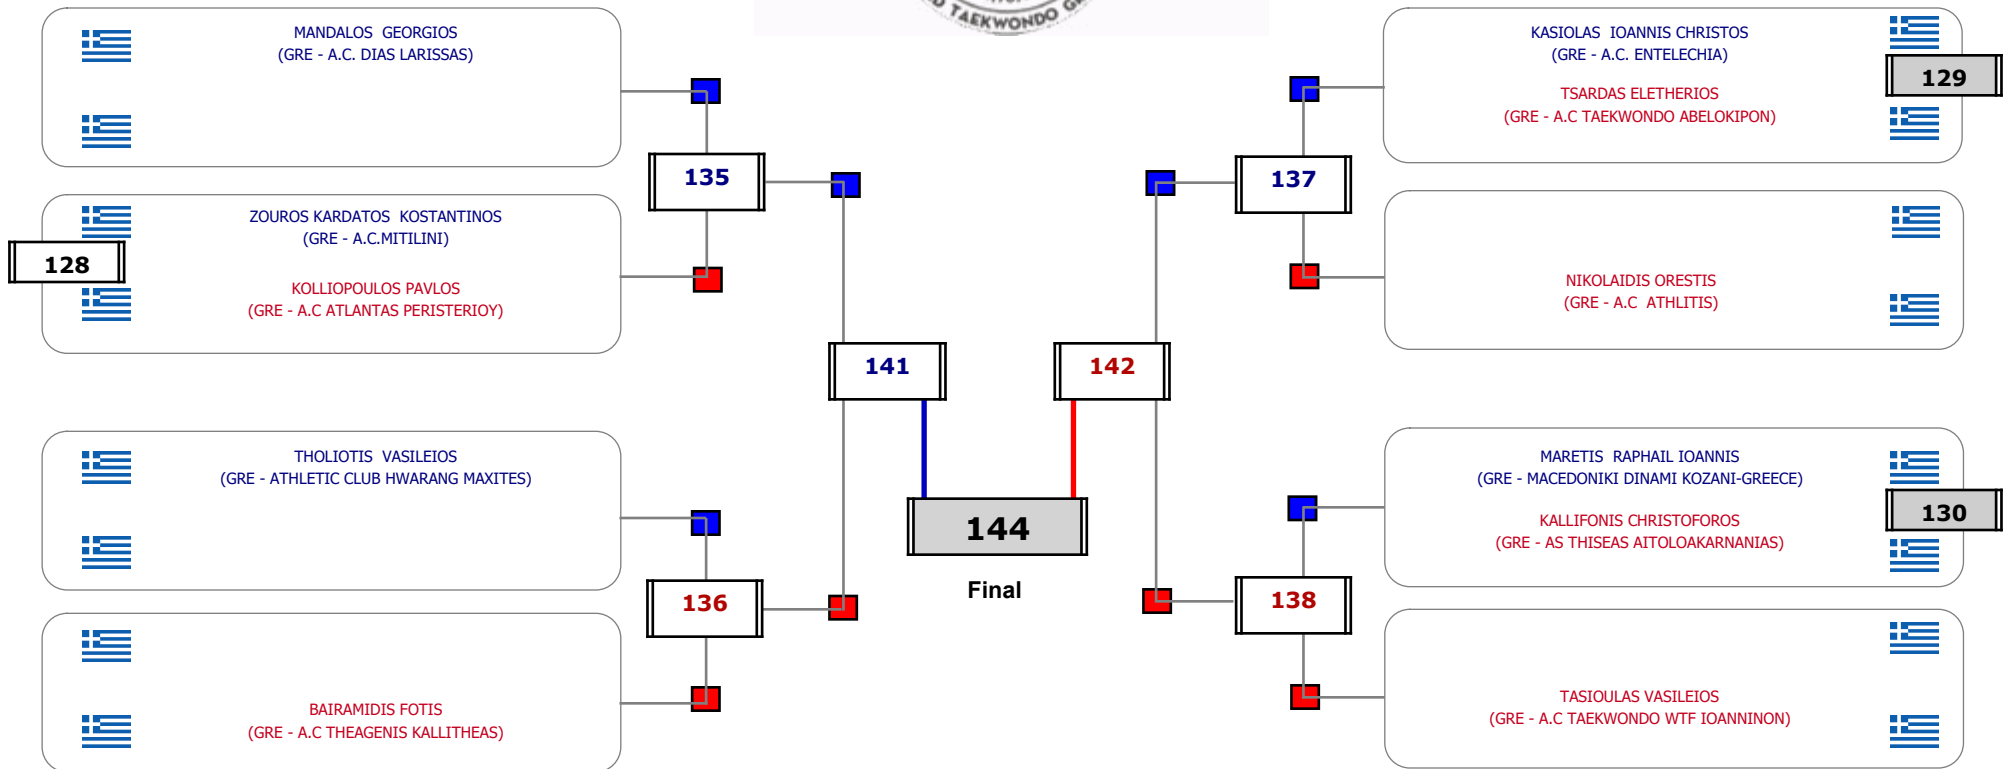 TAEKWONDO
MANDALOS GEORGIOS
(GRE - A.C. DIAS LARISSAS)
135
ZOUROS KARDATOS KOSTANTINOS
(GRE - A.C.MITILINI)
128
KOLLIOPOULOS PAVLOS
(GRE - A.C ATLANTAS PERISTERIOY)
141
THOLIOTIS VASILEIOS
(GRE - ATHLETIC CLUB HWARANG MAXITES)
136
BAIRAMIDIS FOTIS
(GRE - A.C THEAGENIS KALLITHEAS)
144
Final
KASIOLAS IOANNIS CHRISTOS
(GRE - A.C. ENTELECHIA)
129
TSARDAS ELETHERIOS
(GRE - A.C TAEKWONDO ABELOKIPON)
137
NIKOLAIDIS ORESTIS
(GRE - A.C ATHLITIS)
142
MARETIS RAPHAIL IOANNIS
(GRE - MACEDONIKI DINAMI KOZANI-GREECE)
130
KALLIFONIS CHRISTOFOROS
(GRE - AS THISEAS AITOLOAKARNANIAS)
138
TASIOULAS VASILEIOS
(GRE - A.C TAEKWONDO WTF IOANNINON)